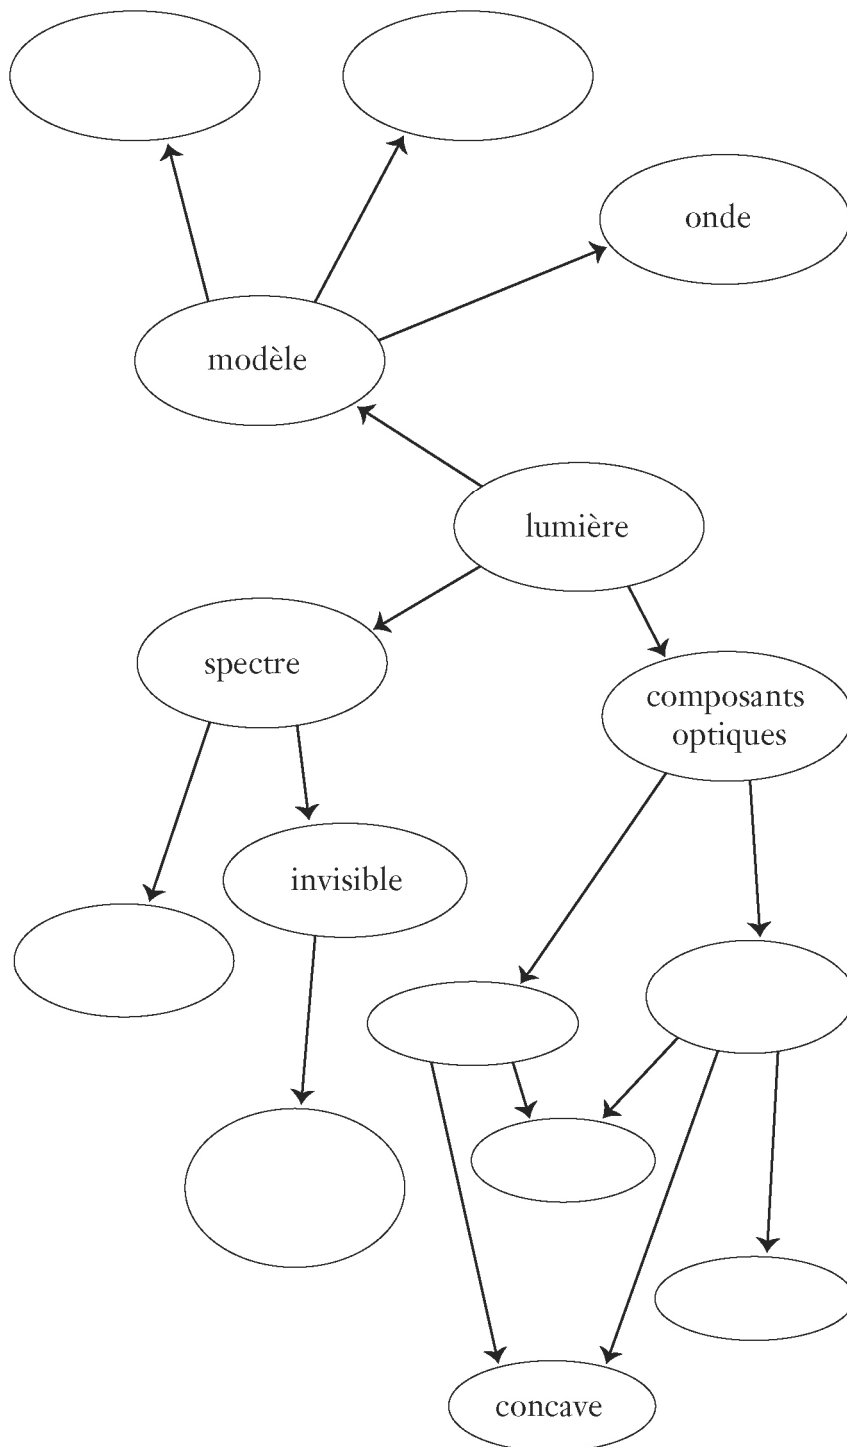 onde
modèle
lumière
spectre
composants
optiques
invisible
concave